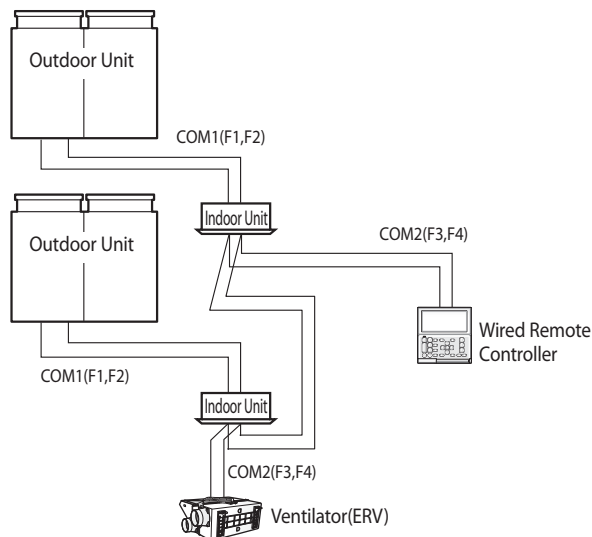 Outdoor Unit
COM1(F1,F2)
Indoor Unit
COM2(F3,F4)
Outdoor Unit
Wired Remote
Controller
COM1(F1,F2)
Indoor Unit
COM2(F3,F4)
Ventilator(ERV)